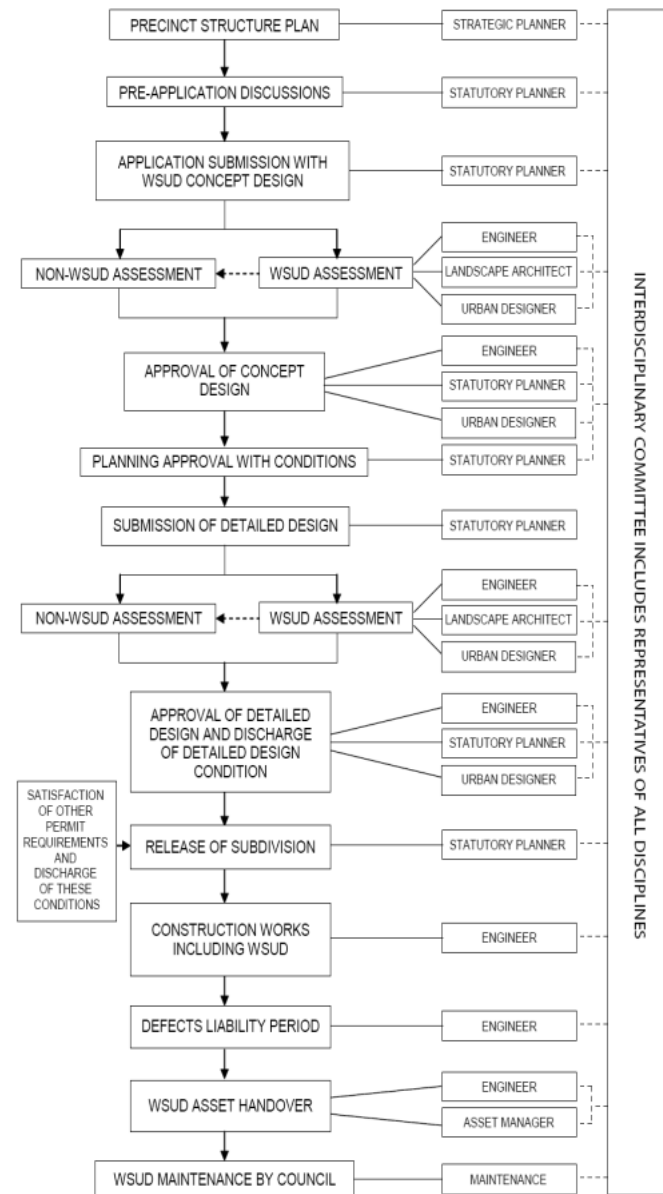 PRECINCT STRUCTURE PLAN
STRATEGIC PLANNER
PRE-APPLICATION DISCUSSIONS
STATUTORY PLANNER
APPLICATION SUBMISSION WITH
WSUD CONCEPT DESIGN
STATUTORY PLANNER
NON-WSUD ASSESSMENT
WSUD ASSESSMENT
ENGINEER
LANDSCAPE ARCHITECT
URBAN DESIGNER
APPROVAL OF CONCEPT
DESIGN
ENGINEER
STATUTORY PLANNER
URBAN DESIGNER
PLANNING APPROVAL WITH CONDITIONS
STATUTORY PLANNER
SUBMISSION OF DETAILED DESIGN
STATUTORY PLANNER
NON-WSUD ASSESSMENT
WSUD ASSESSMENT
ENGINEER
LANDSCAPE ARCHITECT
URBAN DESIGNER
APPROVAL OF DETAILED
DESIGN AND DISCHARGE
OF DETAILED DESIGN
CONDITION
ENGINEER
STATUTORY PLANNER
URBAN DESIGNER
SATISFACTION
OF OTHER
PERMIT
REQUIREMENTS
AND
DISCHARGE
OF THESE
CONDITIONS
RELEASE OF SUBDIVISION
STATUTORY PLANNER
CONSTRUCTION WORKS
INCLUDING WSUD
ENGINEER
DEFECTS LIABILITY PERIOD
ENGINEER
WSUD ASSET HANDOVER
ENGINEER
ASSET MANAGER
WSUD MAINTENANCE BY COUNCIL
MAINTENANCE
INTERDISCIPLINARY COMMITTEE INCLUDES REPRESENTATIVES OF ALL DISCIPLINES